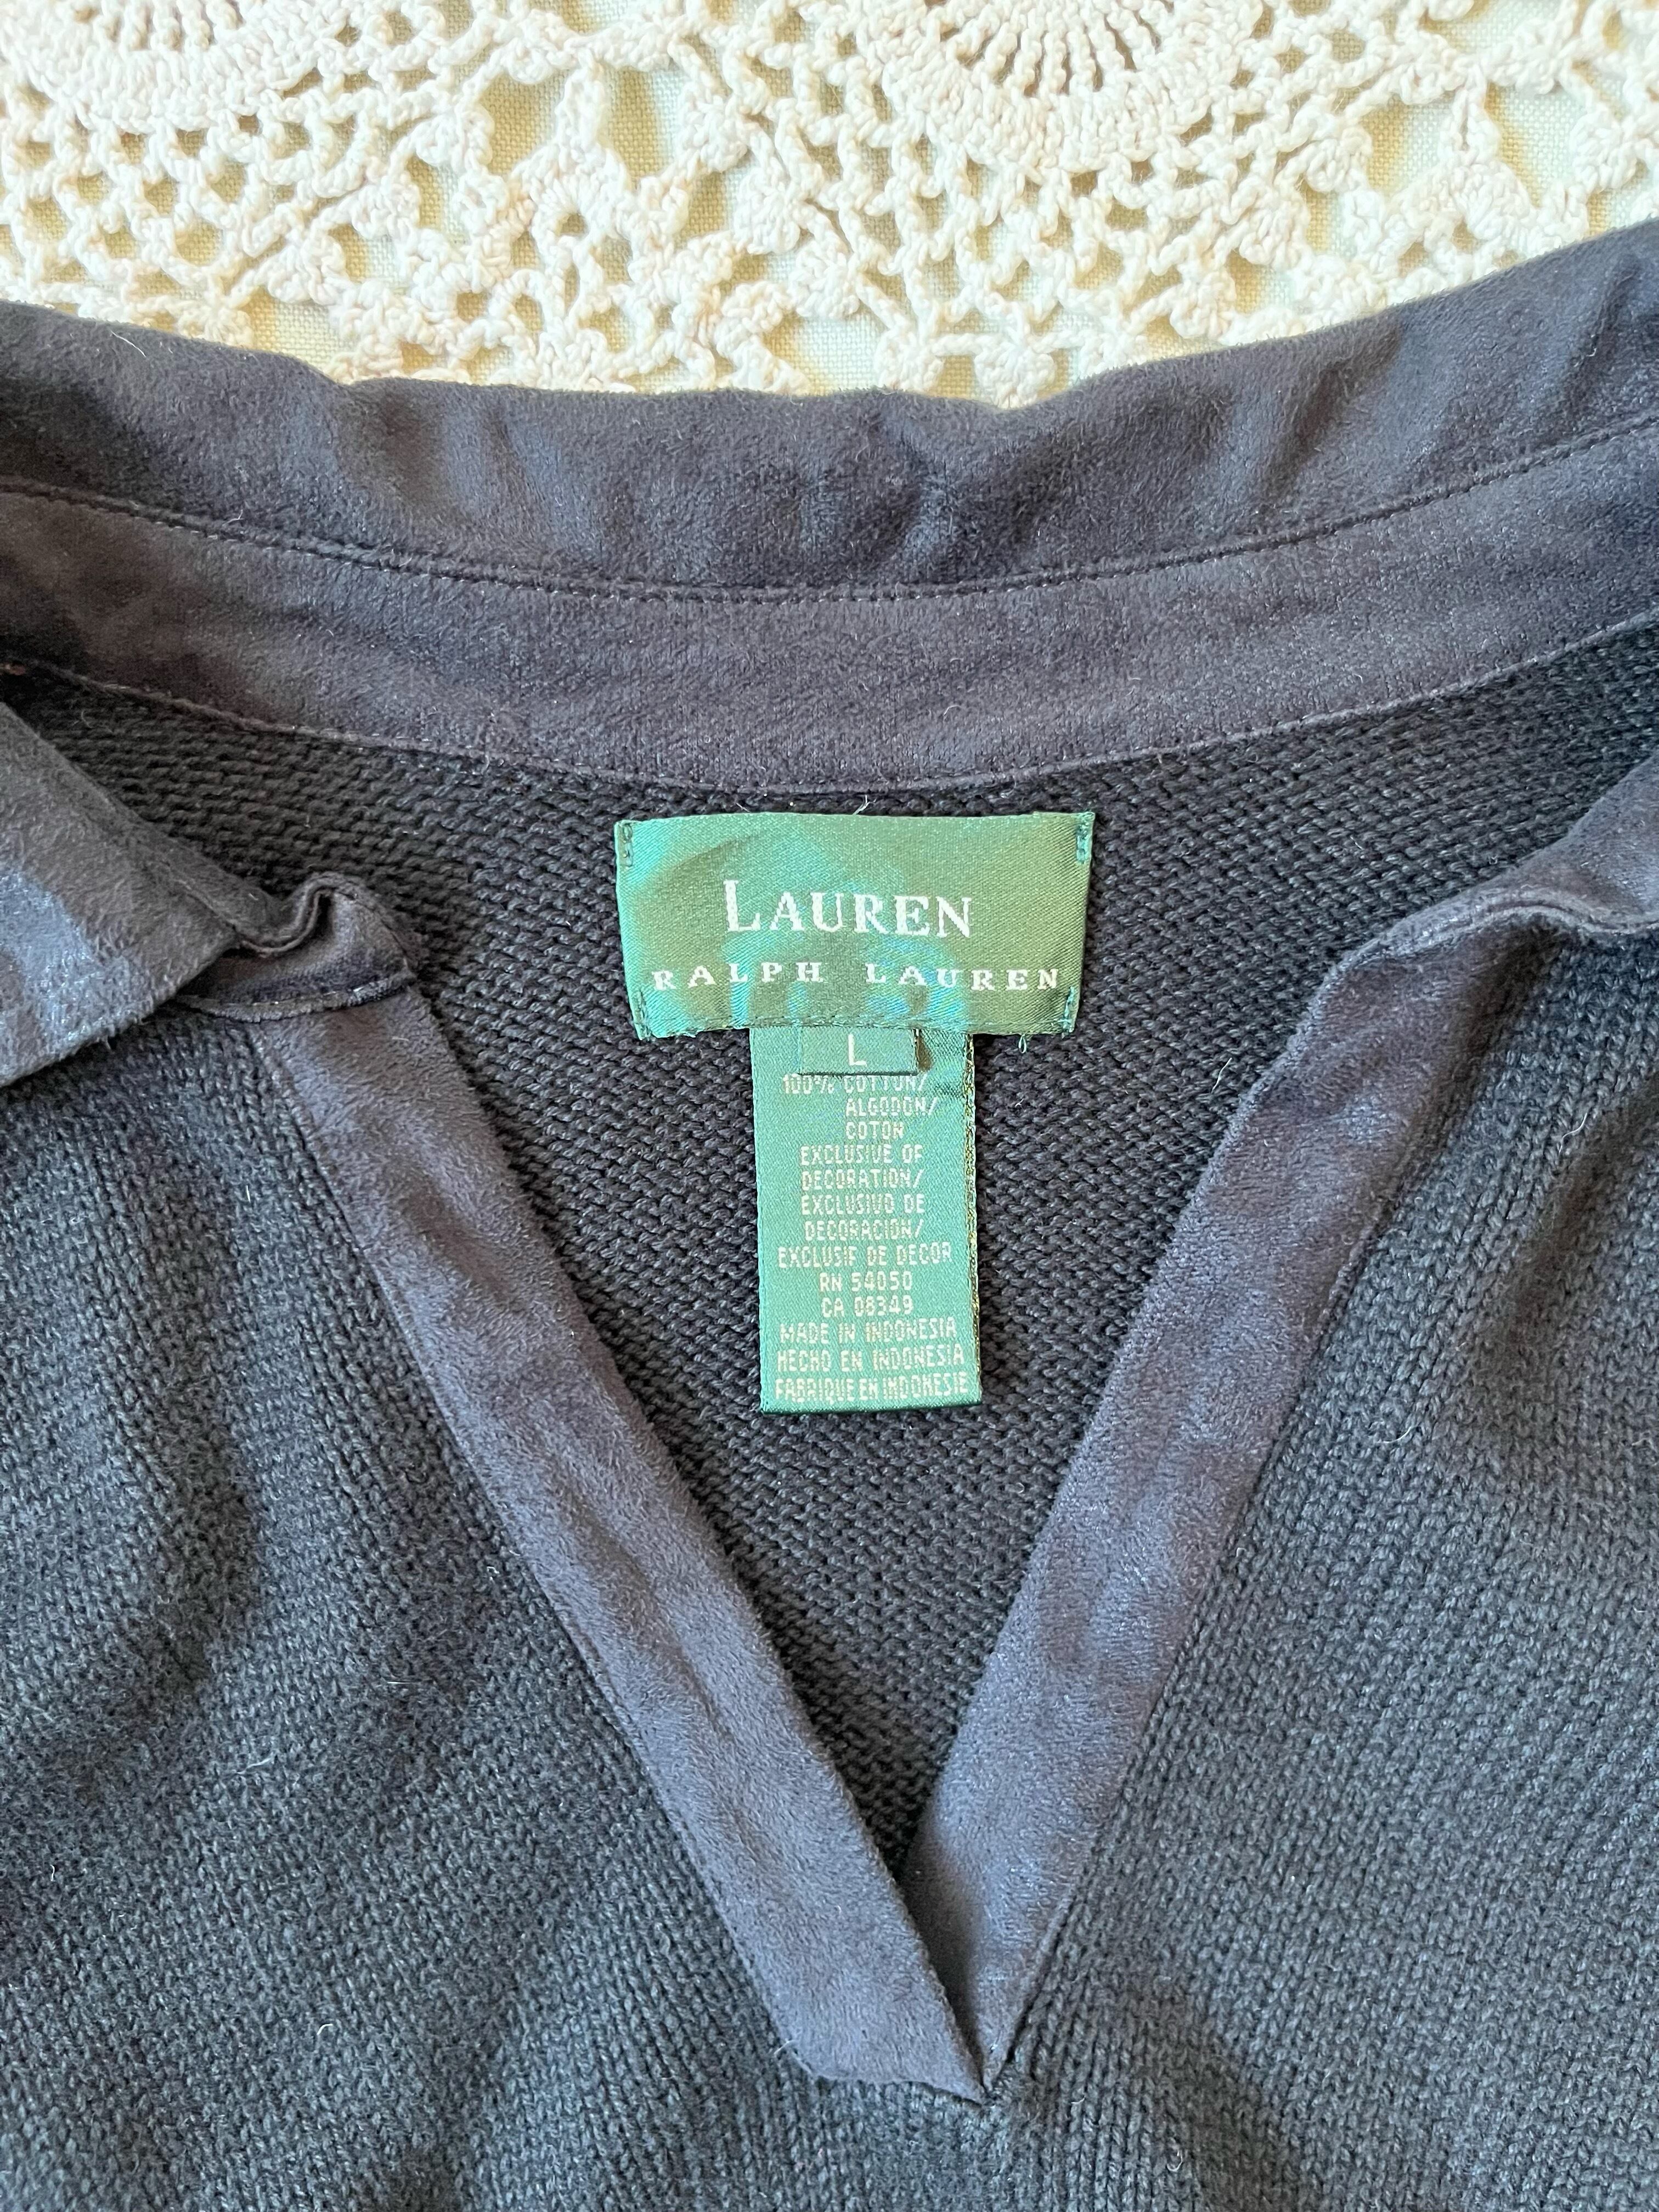 LAUREN
RALPH LAUREN
L
100% COTTON/
ALGODON/
COTON
EXCLUSIVE OF
DECORATION/
EXCLUSIVO DE
DECORACION/
EXCLUSIF DE DECOR
RN 54050
CA 08349
MADE IN INDONESIA
HECHO EN INDONESIA
FABRIQUE EN INDONESIE